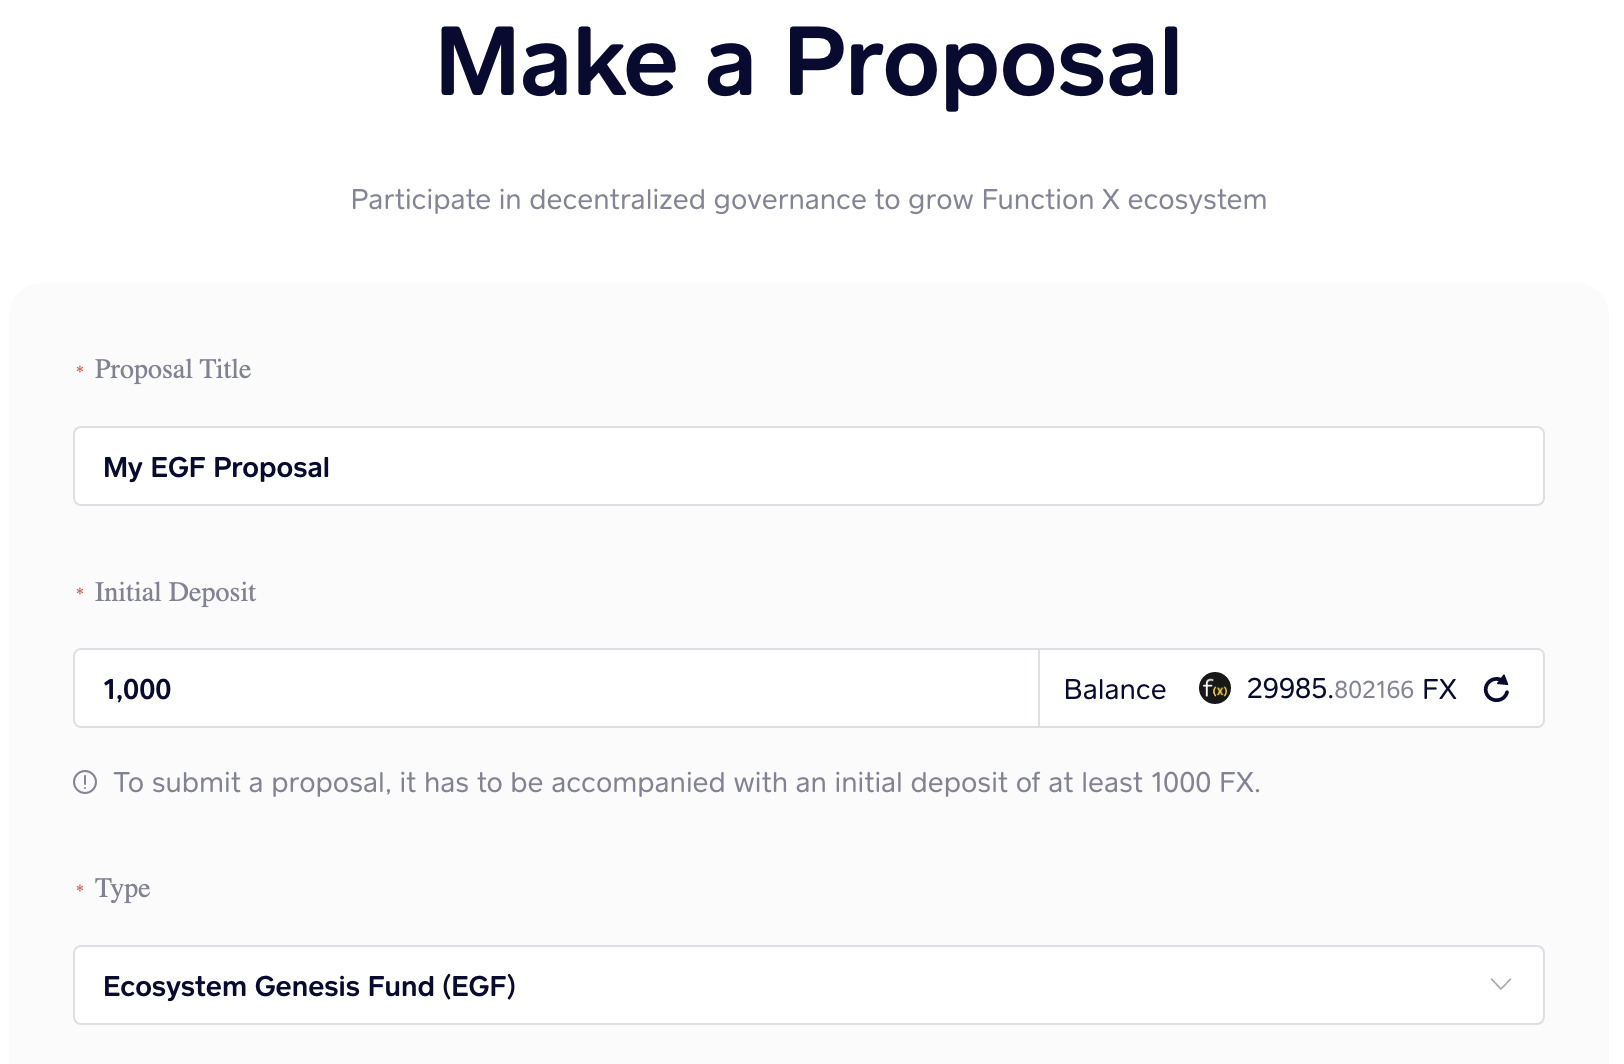 Make a Proposal
Participate in decentralized governance to grow Function X ecosystem
* Proposal Title
My EGF Proposal
* Initial Deposit
1,000
Balance f(x) 29985.802166 FX
To submit a proposal, it has to be accompanied with an initial deposit of at least 1000 FX.
* Type
Ecosystem Genesis Fund (EGF)